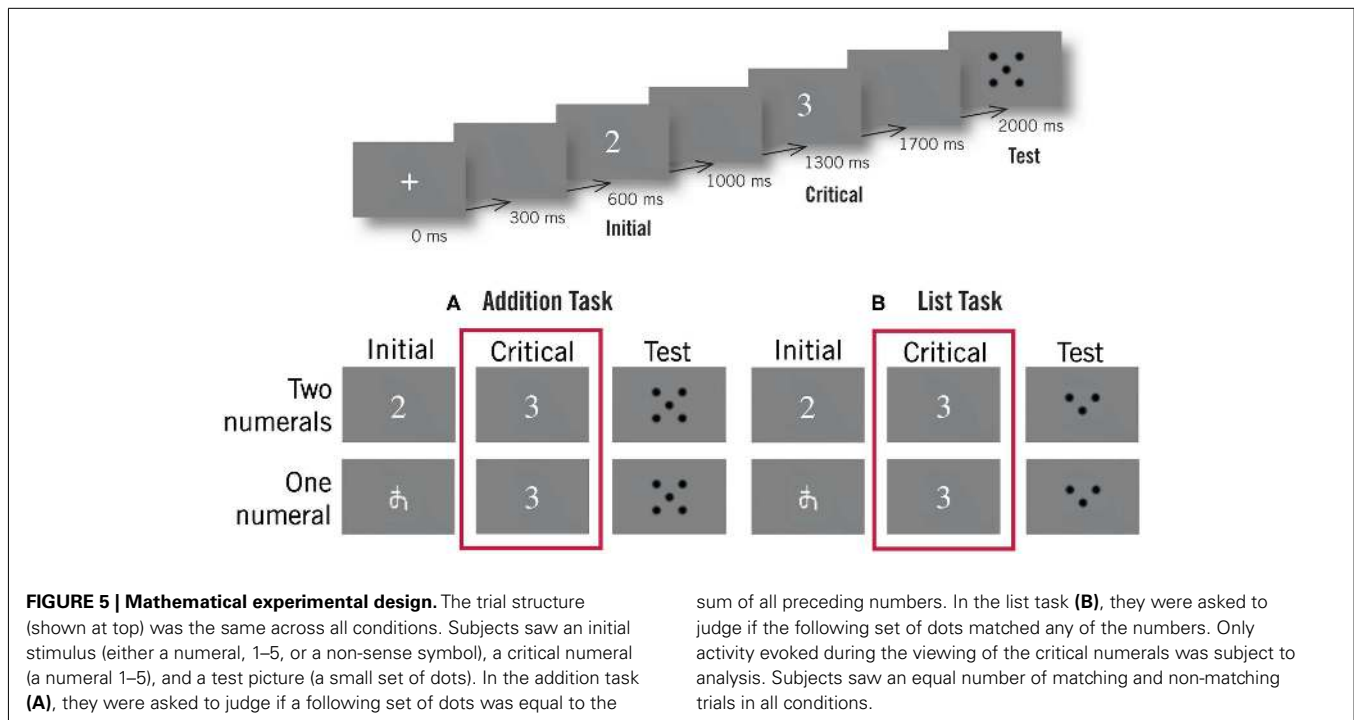 +
2
3
0 ms
300 ms
600 ms
1000 ms
1300 ms
1700 ms
2000 ms
Initial
Critical
Test
A Addition Task
B List Task
Initial Critical Test Initial Critical Test
Two numerals
2 3 2 3
One numeral
3 3
FIGURE 5 | Mathematical experimental design. The trial structure
(shown at top) was the same across all conditions. Subjects saw an initial
stimulus (either a numeral, 1–5, or a non-sense symbol), a critical numeral
(a numeral 1–5), and a test picture (a small set of dots). In the addition task
(A), they were asked to judge if a following set of dots was equal to the
sum of all preceding numbers. In the list task (B), they were asked to
judge if the following set of dots matched any of the numbers. Only
activity evoked during the viewing of the critical numerals was subject to
analysis. Subjects saw an equal number of matching and non-matching
trials in all conditions.